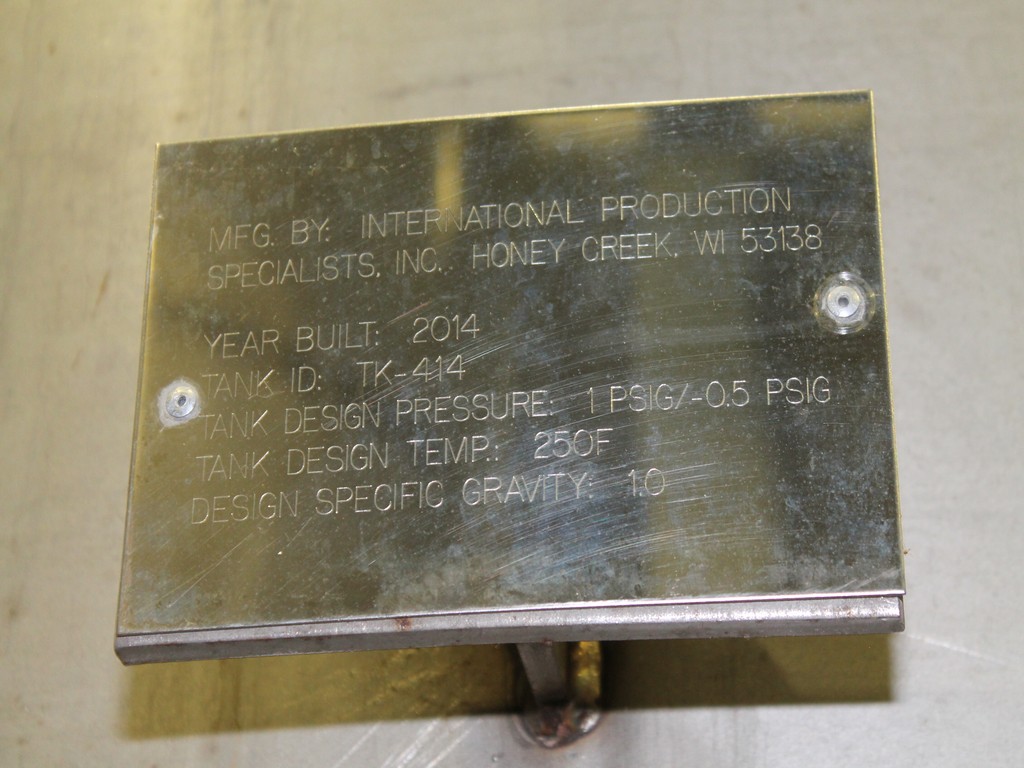 MFG. BY: INTERNATIONAL PRODUCTION
SPECIALISTS, INC. HONEY CREEK, WI 53138
YEAR BUILT: 2014
TANK ID: TK-414
TANK DESIGN PRESSURE: 1 PSIG/-0.5 PSIG
TANK DESIGN TEMP.: 250F
DESIGN SPECIFIC GRAVITY: 1.0